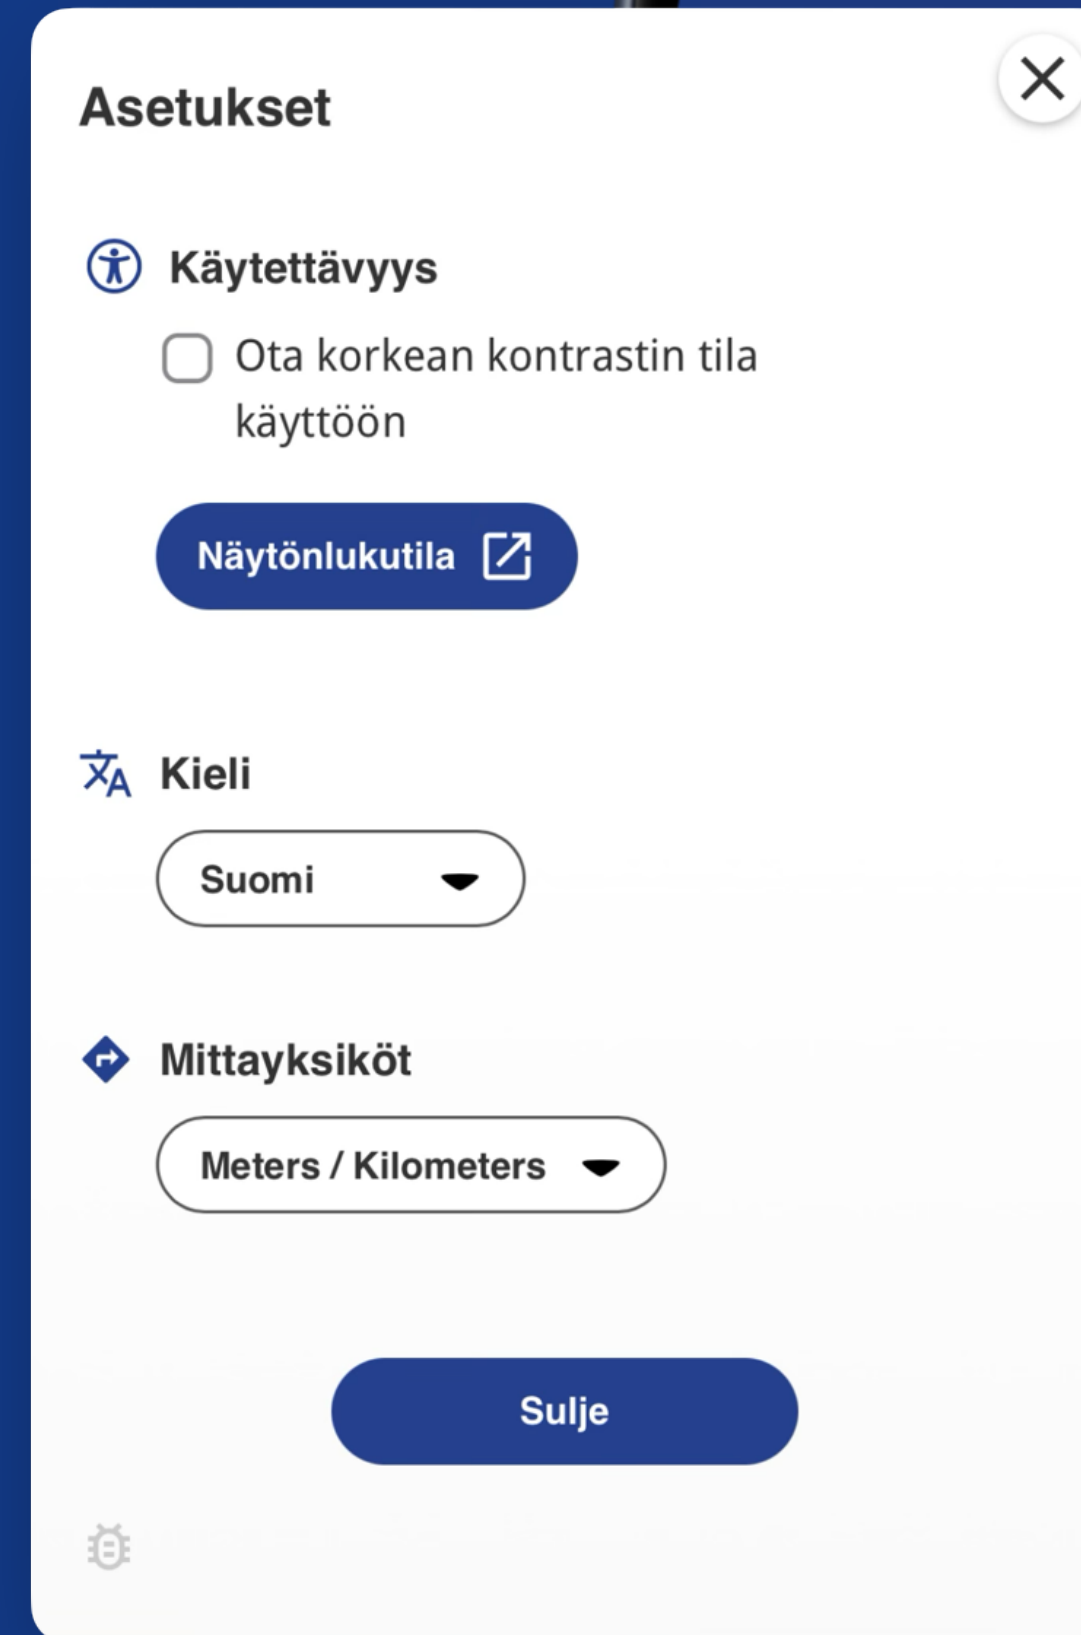 Asetukset
Käytettävyys
Ota korkean kontrastin tila
käyttöön
Näytönlukutila
Kieli
Suomi
Mittayksiköt
Meters / Kilometers
Sulje